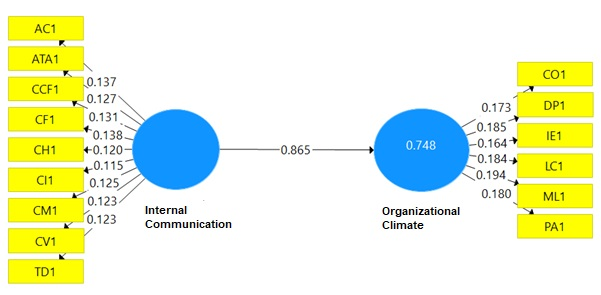 AC1
ATA1
CCF1
CF1
CH1
CI1
CM1
CV1
TD1
0.137
0.127
0.131
0.138
0.120
0.115
0.125
0.123
0.123
Internal
Communication
0.865
0.748
Organizational
Climate
0.173
0.185
0.164
0.184
0.194
0.180
CO1
DP1
IE1
LC1
ML1
PA1